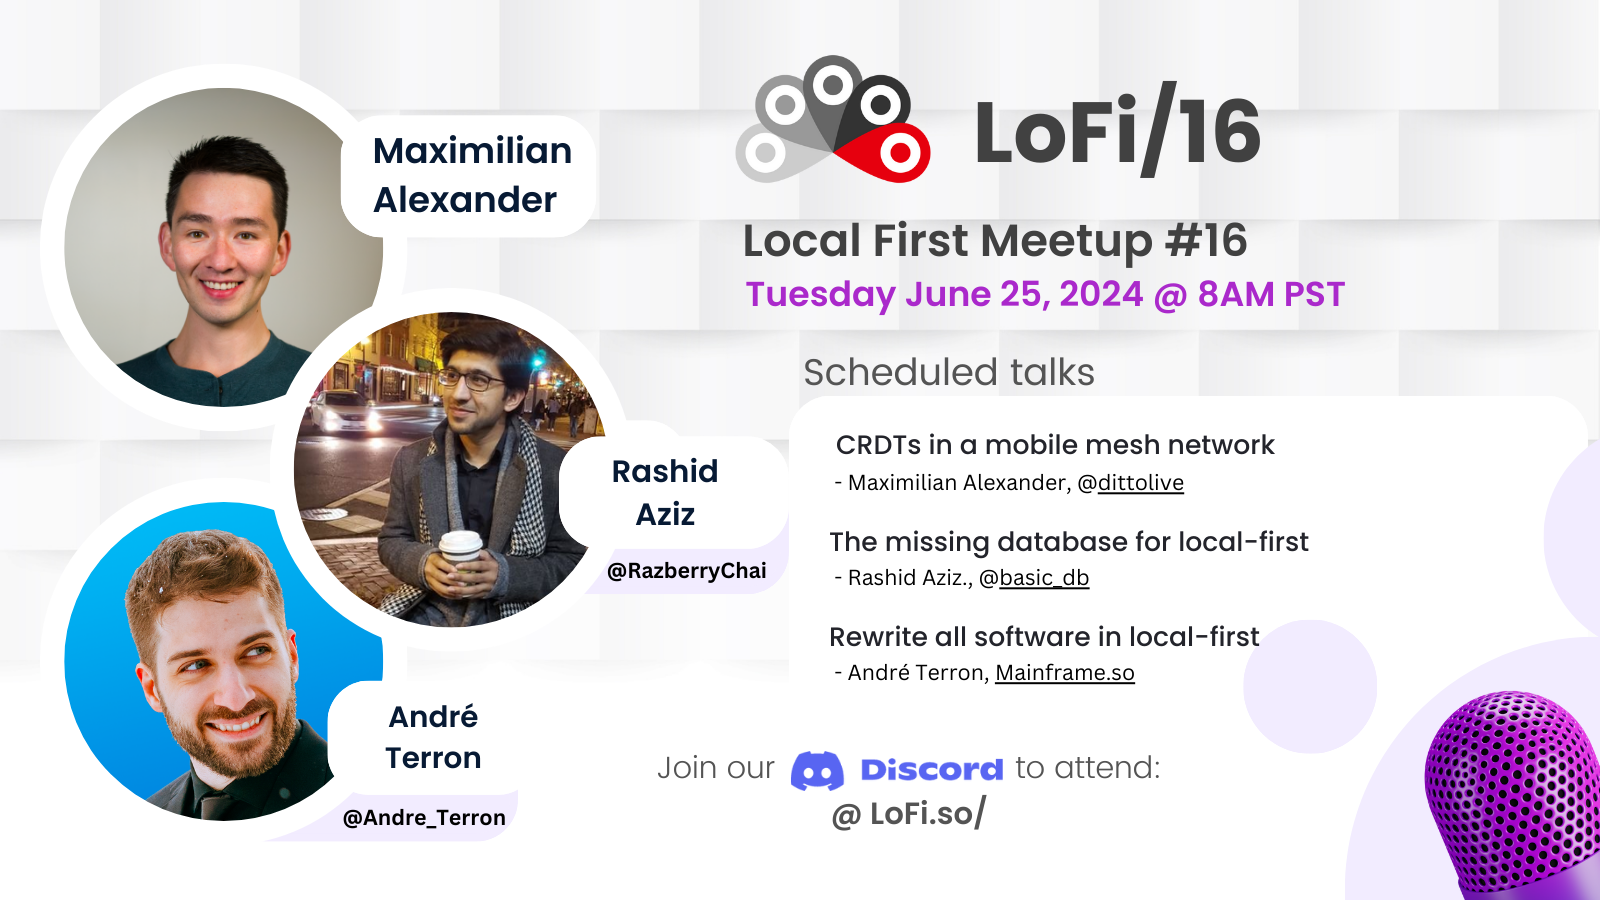 Maximilian
Alexander
Rashid
Aziz
@RazberryChai
André
Terron
@Andre_Terron
LoFi/16
Local First Meetup #16
Tuesday June 25, 2024 @ 8AM PST
Scheduled talks
CRDTs in a mobile mesh network
- Maximilian Alexander, @dittolive
The missing database for local-first
- Rashid Aziz., @basic_db
Rewrite all software in local-first
- André Terron, Mainframe.so
Join our Discord to attend:
@ LoFi.so/